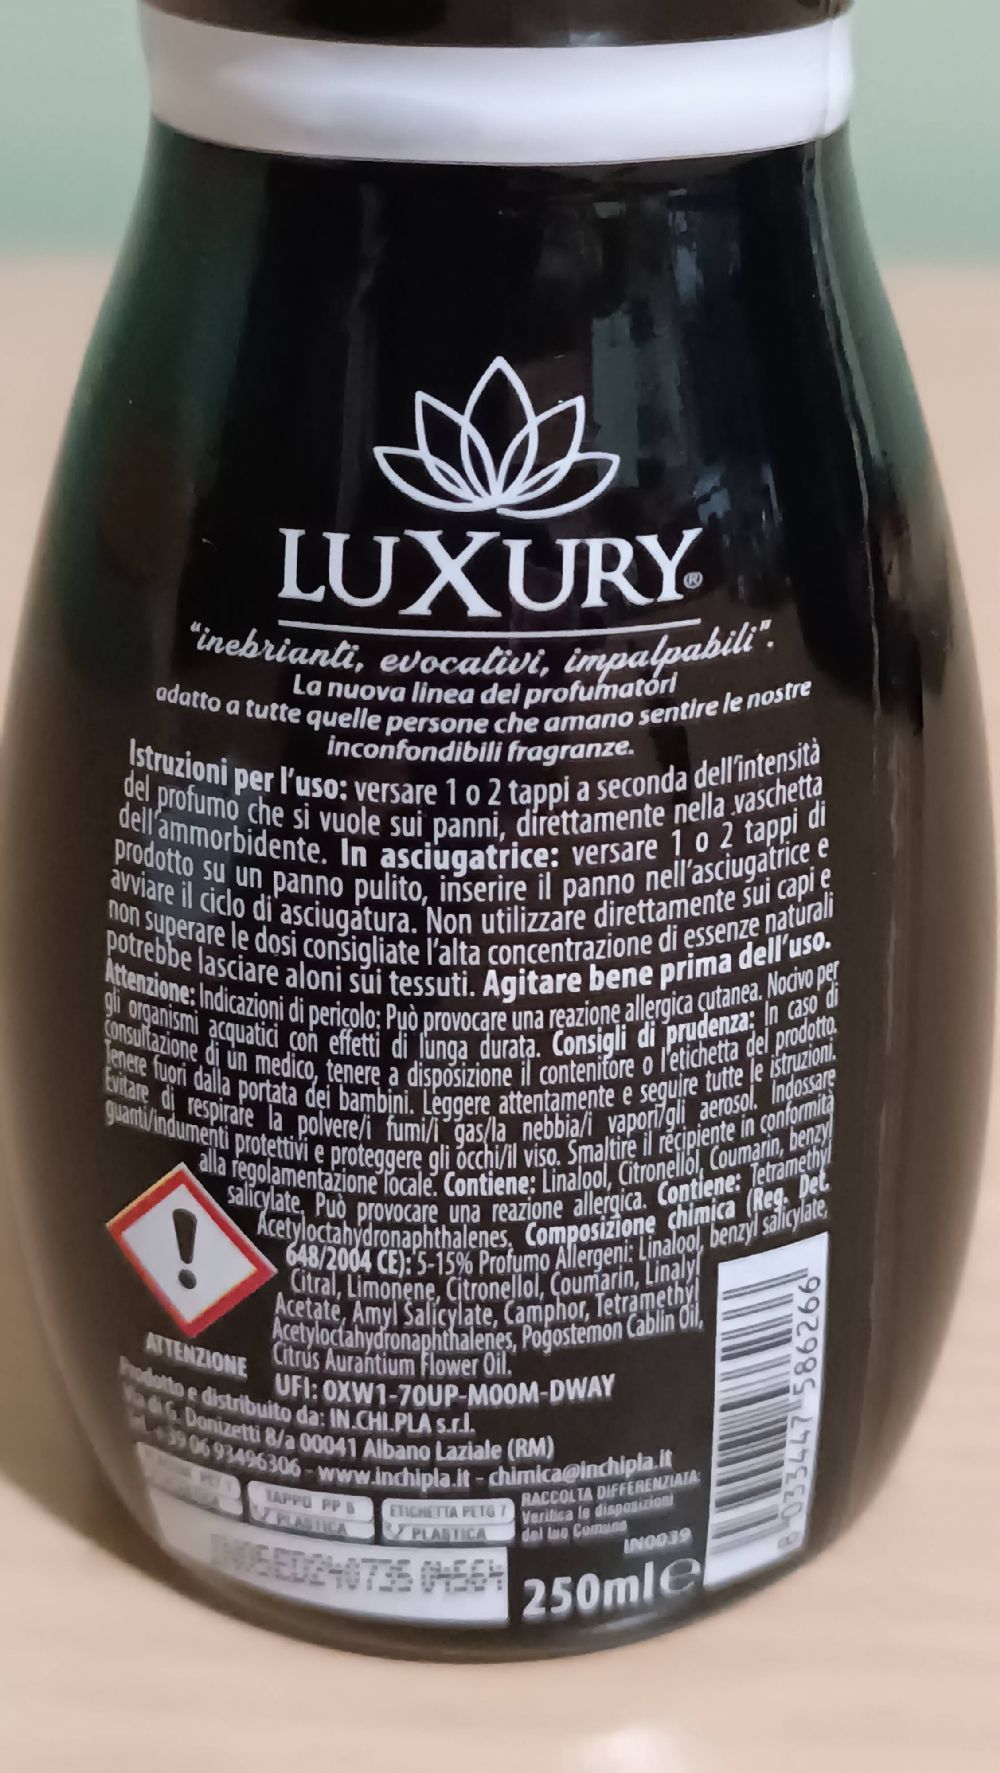 LUXURY®
"inebrianti, evocativi, impalpabili".
La nuova linea dei profumatori
adatto a tutte quelle persone che amano sentire le nostre
inconfondibili fragranze.
Istruzioni per l'uso: versare 1 o 2 tappi a seconda dell'intensità
del profumo che si vuole sui panni, direttamente nella vaschetta
dell'ammorbidente. In asciugatrice: versare 1 o 2 tappi di
prodotto su un panno pulito, inserire il panno nell'asciugatrice e
avviare il ciclo di asciugatura. Non utilizzare direttamente sui capi e
non superare le dosi consigliate l'alta concentrazione di essenze naturali
potrebbe lasciare aloni sui tessuti. Agitare bene prima dell'uso.
Attenzione: Indicazioni di pericolo: Può provocare una reazione allergica cutanea. Nocivo per
gli organismi acquatici con effetti di lunga durata. Consigli di prudenza: In caso di
consultazione di un medico, tenere a disposizione il contenitore o l'etichetta del prodotto.
Tenere fuori dalla portata dei bambini. Leggere attentamente e seguire tutte le istruzioni.
Evitare di respirare la polvere/i fumi/i gas/la nebbia/i vapori/gli aerosol. Indossare
guanti/indumenti protettivi e proteggere gli occhi/il viso. Smaltire il recipiente in conformità
alla regolamentazione locale. Contiene: Linalool, Citronellol, Coumarin, benzyl
salicylate, Può provocare una reazione allergica. Contiene: Tetramethyl
Acetyloctahydronaphthalenes, Composizione chimica (Reg. Det.
648/2004 CE): 5-15% Profumo Allergeni: Linalool, benzyl salicylate,
Citral, Limonene, Citronellol, Coumarin, Linalyl
Acetate, Amyl Salicylate, Camphor, Tetramethyl
Acetyloctahydronaphthalenes, Pogostemon Cablin Oil,
Citrus Aurantium Flower Oil.
ATTENZIONE
UFI: 0XW1-70UP-M00M-DWAY
Prodotto e distribuito da: IN.CHI.PLA s.r.l.
Via di G. Donizetti 8/a 00041 Albano Laziale (RM)
Tel. +39 06 93496306 - www.inchipla.it - chimica@inchipla.it
TAPPO PP 5
PLASTICA
ETICHETTA PETG 7
PLASTICA
RACCOLTA DIFFERENZIATA:
Verifica le disposizioni
del tuo Comune
IN0039
250ml e
8 033447 586266